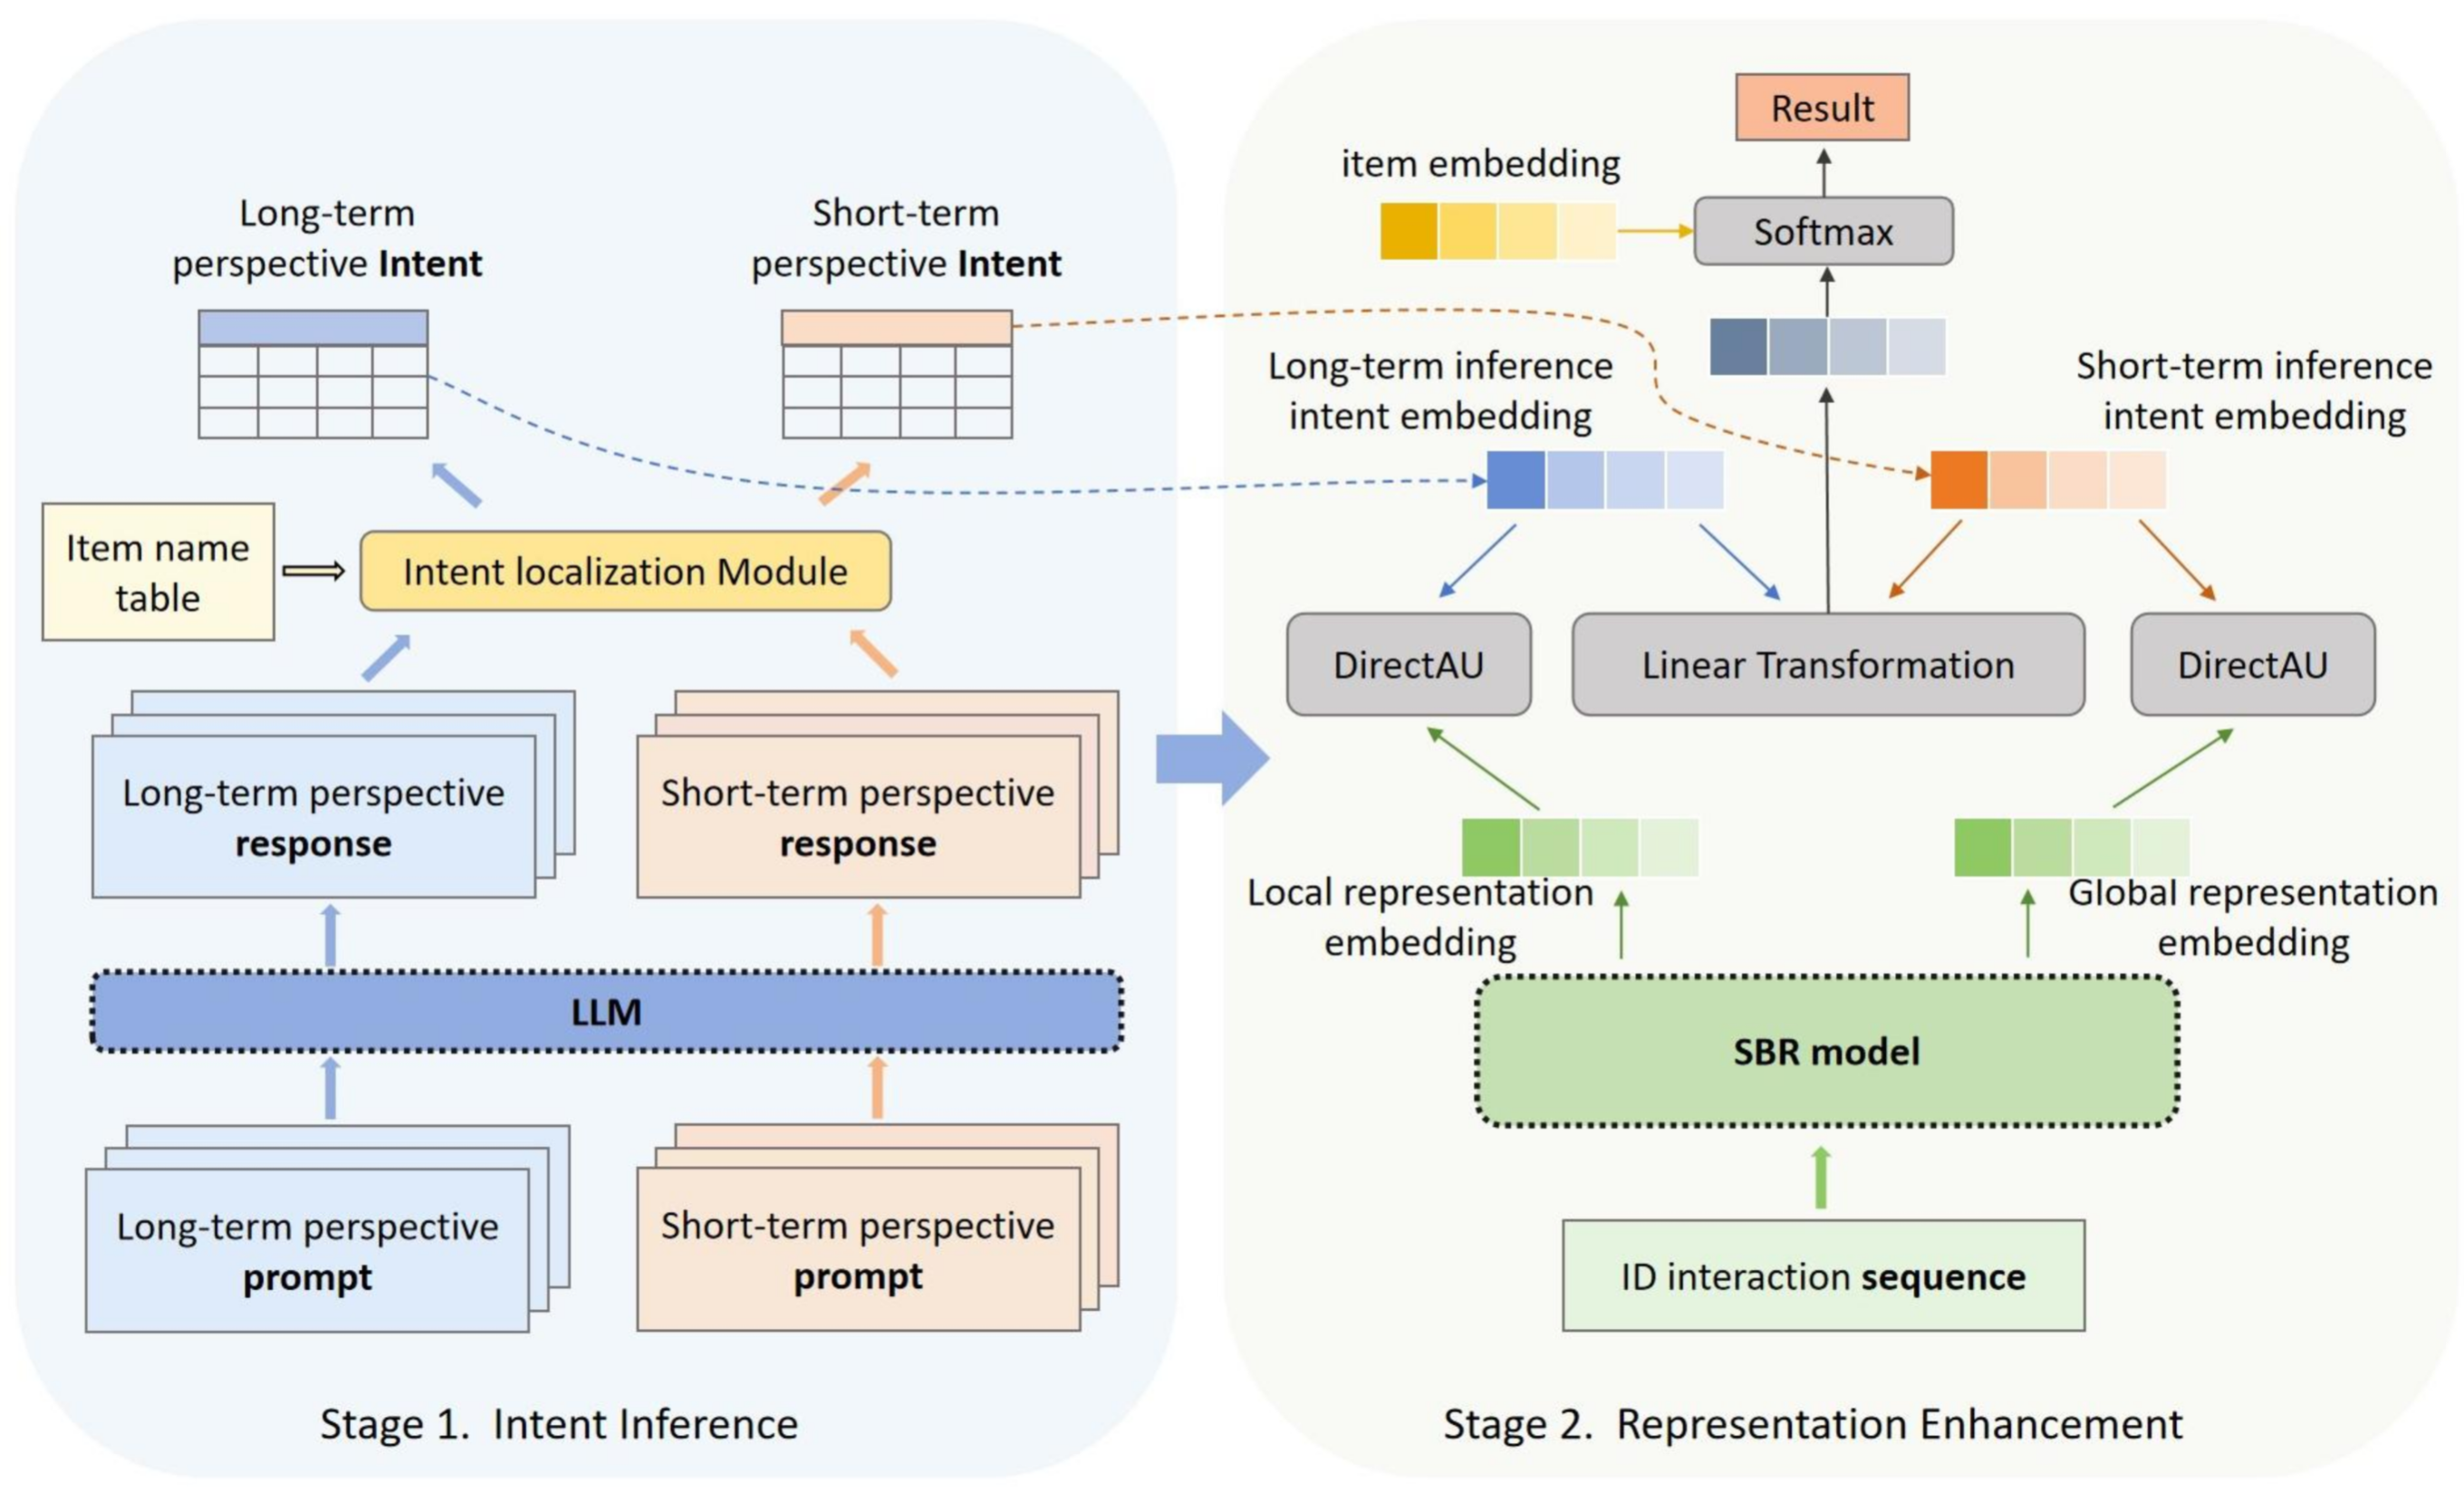 Long-term
perspective Intent
Short-term
perspective Intent
Item name
table
Intent localization Module
Long-term perspective
response
Short-term perspective
response
LLM
Long-term perspective
prompt
Short-term perspective
prompt
Stage 1. Intent Inference
Result
item embedding
Softmax
Long-term inference
intent embedding
Short-term inference
intent embedding
DirectAU
Linear Transformation
DirectAU
Local representation
embedding
Global representation
embedding
SBR model
ID interaction sequence
Stage 2. Representation Enhancement